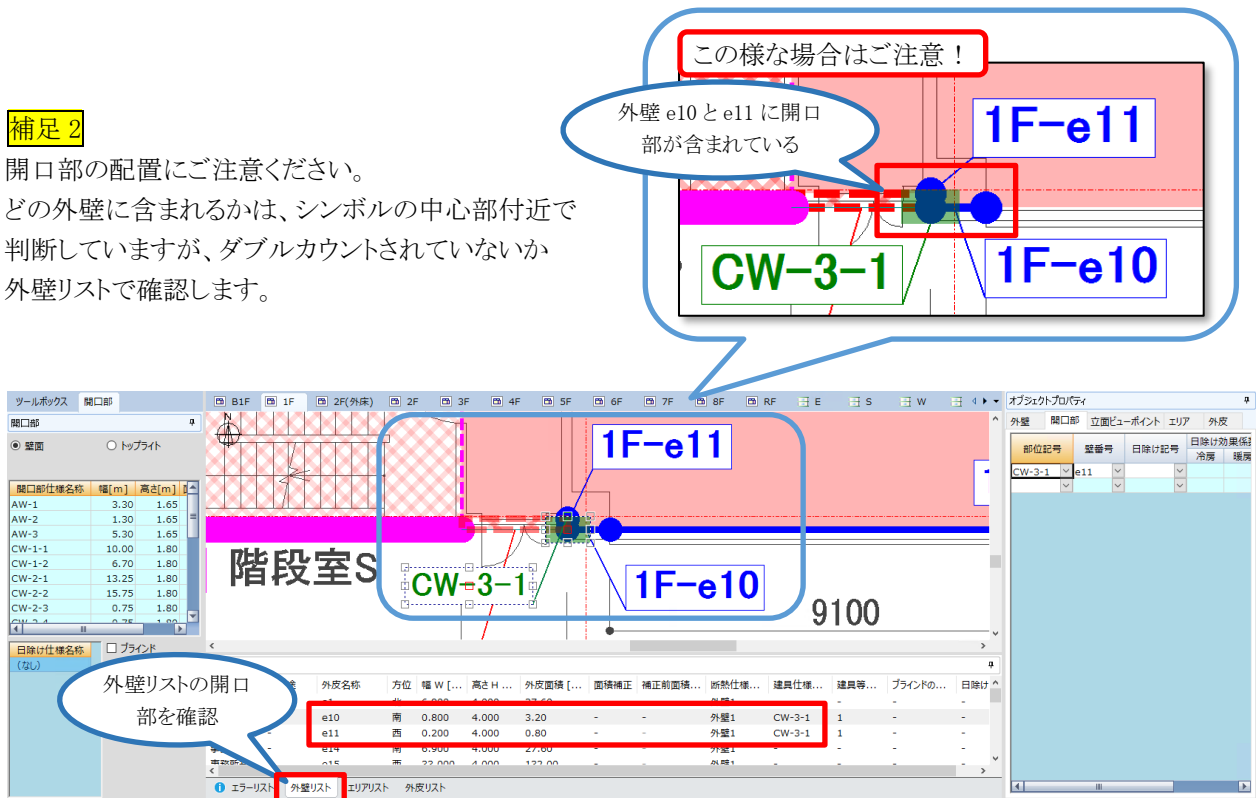 この様な場合はご注意！
外壁 e10 と e11 に開口
部が含まれている
1F-e11
CW-3-1
1F-e10
補足 2
開口部の配置にご注意ください。
どの外壁に含まれるかは、シンボルの中心部付近で
判断していますが、ダブルカウントされていないか
外壁リストで確認します。
ツールボックス 開口部
開口部
壁面 トップライト
開口部仕様名称 幅[m] 高さ[m]
AW-1 3.30 1.65
AW-2 1.30 1.65
AW-3 5.30 1.65
CW-1-1 10.00 1.80
CW-1-2 6.70 1.80
CW-2-1 13.25 1.80
CW-2-2 15.75 1.80
CW-2-3 0.75 1.80
CW-2-4 0.75 1.80
日除け仕様名称 ブラインド
(なし)
B1F 1F 2F(外床) 2F 3F 4F 5F 6F 7F 8F RF E S W
N
1F-e11
階段室S
CW-3-1
1F-e10
9100
オブジェクトプロパティ
外壁 開口部 立面ビューポイント エリア 外皮
部位記号 壁番号 日除け記号 日除け効果係
冷房 暖房
CW-3-1 e11
外壁リストの開口
部を確認
外皮名称 方位 幅 W [... 高さ H ... 外皮面積 [... 面積補正 補正前面積... 断熱仕様... 建具仕様... 建具等... ブラインドの... 日除け
e10 南 0.800 4.000 3.20 - - 外壁1 CW-3-1 1 - -
e11 西 0.200 4.000 0.80 - - 外壁1 CW-3-1 1 - -
e14 南 6.900 4.000 27.60 - - 外壁1 - - - -
エラーリスト 外壁リスト エリアリスト 外皮リスト